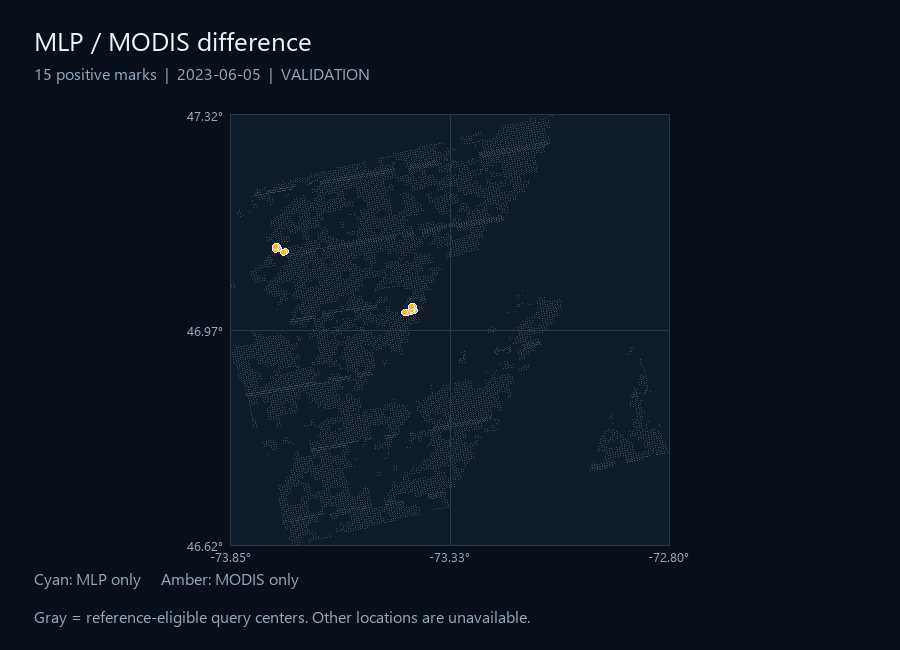 MLP / MODIS difference
15 positive marks | 2023-06-05 | VALIDATION
47.32°
46.97°
46.62°
-73.85°
-73.33°
-72.80°
Cyan: MLP only Amber: MODIS only
Gray = reference-eligible query centers. Other locations are unavailable.